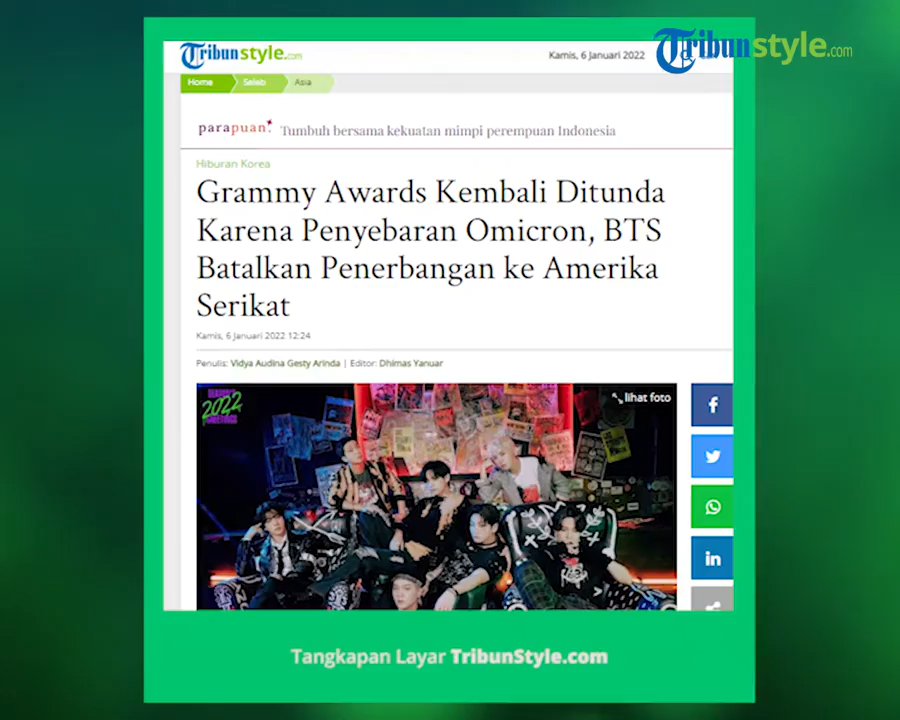 Tribunstyle.com
Kamis, 6 Januari 2022
Tribunstyle.com
Home Seleb Asia
parapuan. Tumbuh bersama kekuatan mimpi perempuan Indonesia
Hiburan Korea
Grammy Awards Kembali Ditunda
Karena Penyebaran Omicron, BTS
Batalkan Penerbangan ke Amerika
Serikat
Kamis, 6 Januari 2022 12:24
Penulis: Vidya Audina Gesty Arinda | Editor: Dhimas Yanuar
2022
lihat foto
Tangkapan Layar TribunStyle.com